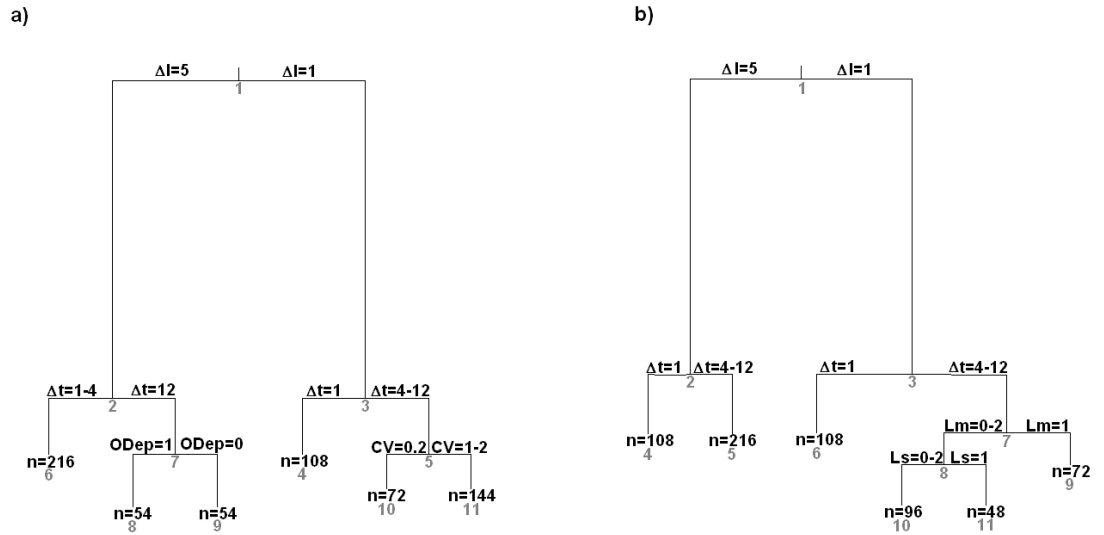 a)
ΔI=5 ΔI=1
1
Δt=1-4 Δt=12
2
Δt=1 Δt=4-12
3
ODep=1 ODep=0
7
CV=0.2 CV=1-2
5
n=216
6
n=108
4
n=72
10
n=144
11
n=54
8
n=54
9
b)
ΔI=5 ΔI=1
1
Δt=1 Δt=4-12
2
Δt=1 Δt=4-12
3
n=108
4
n=216
5
n=108
6
Lm=0-2 Lm=1
7
Ls=0-2 Ls=1
8
n=72
9
n=96
10
n=48
11